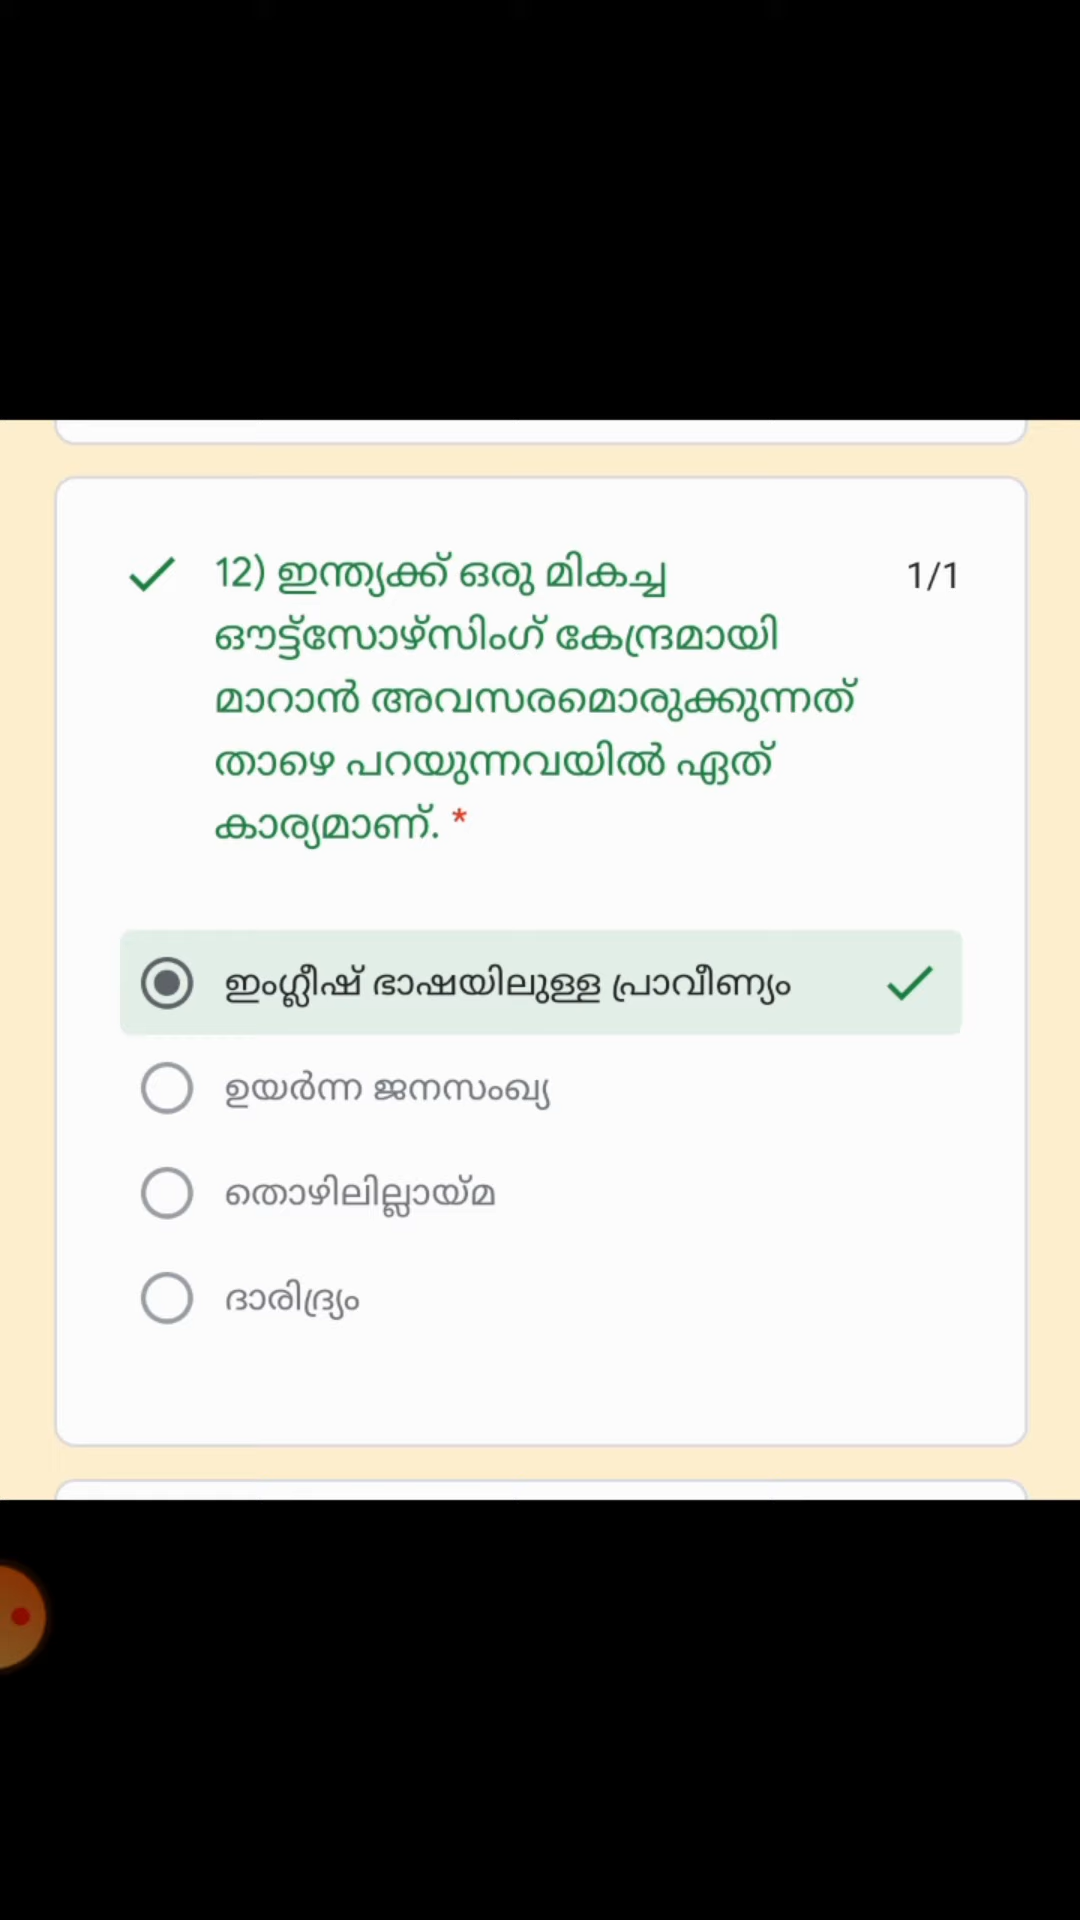 12) ഇന്ത്യക്ക് ഒരു മികച്ച
1/1
ഔട്ട്സോഴ്സിംഗ് കേന്ദ്രമായി
മാറാൻ അവസരമൊരുക്കുന്നത്
താഴെ പറയുന്നവയിൽ ഏത്
കാര്യമാണ്. *
ഇംഗ്ലീഷ് ഭാഷയിലുള്ള പ്രാവീണ്യം
ഉയർന്ന ജനസംഖ്യ
തൊഴിലില്ലായ്മ
ദാരിദ്ര്യം